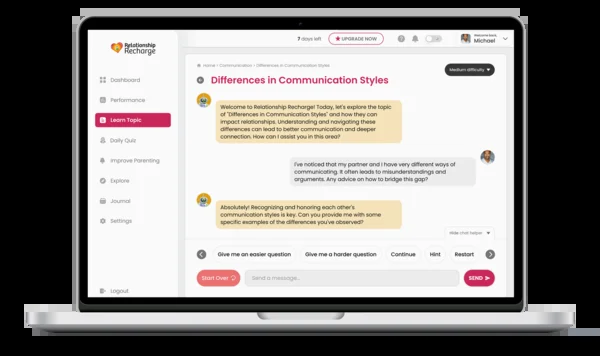 Relationship
Recharge
7 days left
UPGRADE NOW
Welcome back,
Michael
Dashboard
Performance
Learn Topic
Daily Quiz
Improve Parenting
Explore
Journal
Settings
Logout
Home > Communication > Differences in Communication Styles
Differences in Communication Styles
Medium difficulty
Welcome to Relationship Recharge! Today, let's explore the topic
of "Differences in Communication Styles" and how they can
impact relationships. Understanding and navigating these
differences can lead to better communication and deeper
connection. How can I assist you in this area?
I've noticed that my partner and I have very different ways of
communicating. It often leads to misunderstandings and
arguments. Any advice on how to bridge this gap?
Absolutely! Recognizing and honoring each other's
communication styles is key. Can you provide me with some
specific examples of the differences you've observed?
Hide chat helper
Give me an easier question
Give me a harder question
Continue
Hint
Restart
Start Over
Send a message...
SEND